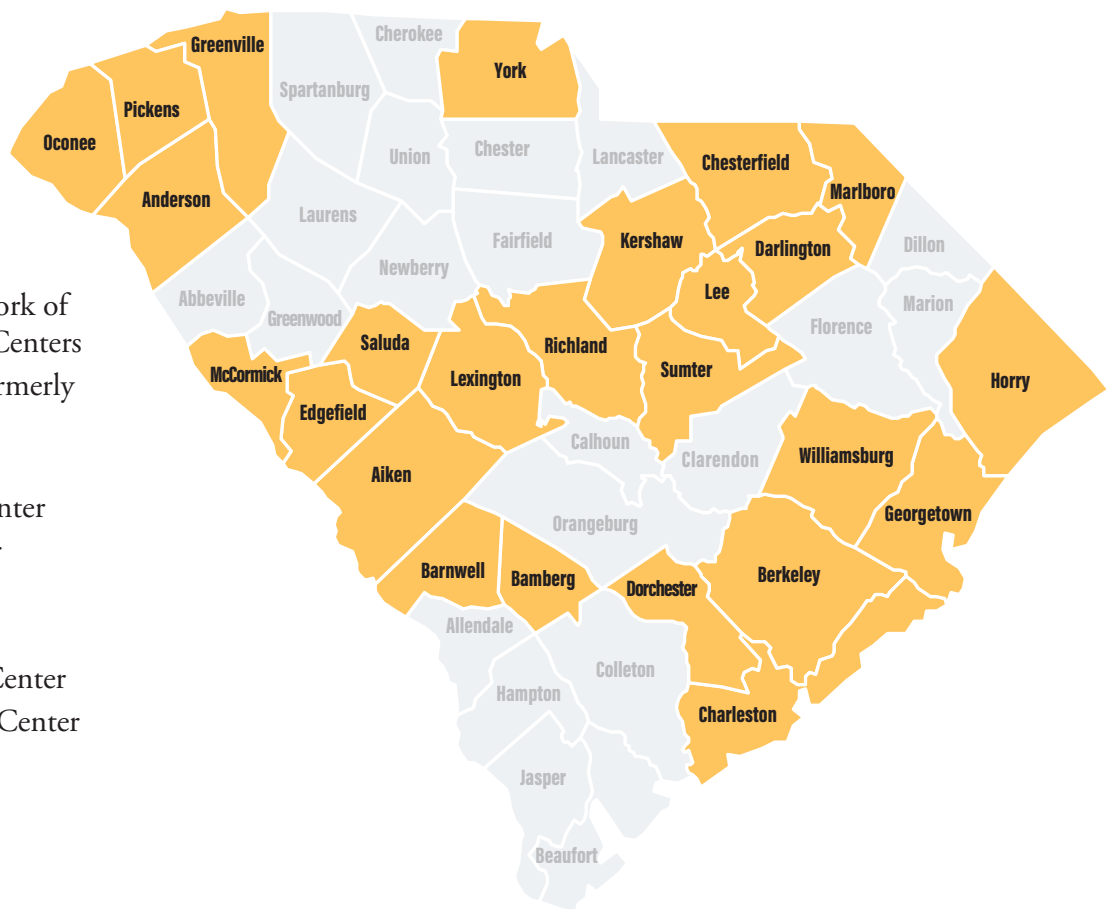 Cherokee
Greenville
York
Spartanburg
Pickens
Oconee
Union
Chester
Lancaster
Chesterfield
Marlboro
Anderson
Laurens
Fairfield
Kershaw
Darlington
Dillon
Newberry
Lee
Marion
Abbeville
Greenwood
Florence
ork of
Centers
rmerly
Saluda
Richland
McCormick
Lexington
Sumter
Horry
Edgefield
Calhoun
Clarendon
Williamsburg
Aiken
nter
Orangeburg
Georgetown
Barnwell
Bamberg
Dorchester
Berkeley
Allendale
Colleton
Center
Center
Hampton
Charleston
Jasper
Beaufort